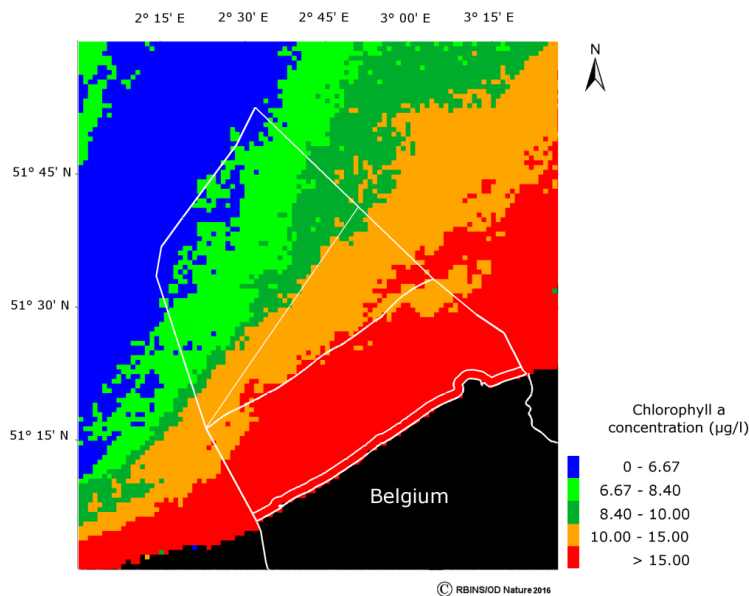 2° 15' E 2° 30' E 2° 45' E 3° 00' E 3° 15' E
N
51° 45' N
51° 30' N
51° 15' N
Belgium
Chlorophyll a
concentration (µg/l)
0 - 6.67
6.67 - 8.40
8.40 - 10.00
10.00 - 15.00
> 15.00
© RBINS/OD Nature 2016